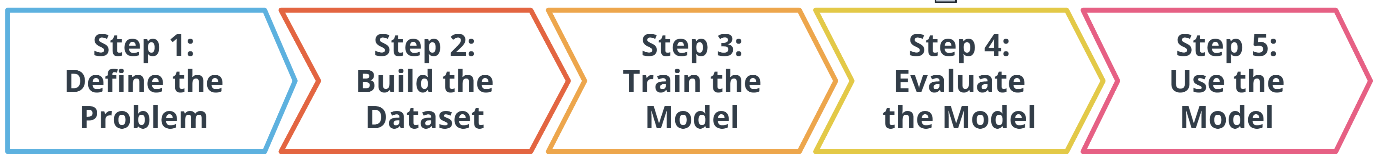 Step 1:
Define the
Problem
Step 2:
Build the
Dataset
Step 3:
Train the
Model
Step 4:
Evaluate
the Model
Step 5:
Use the
Model